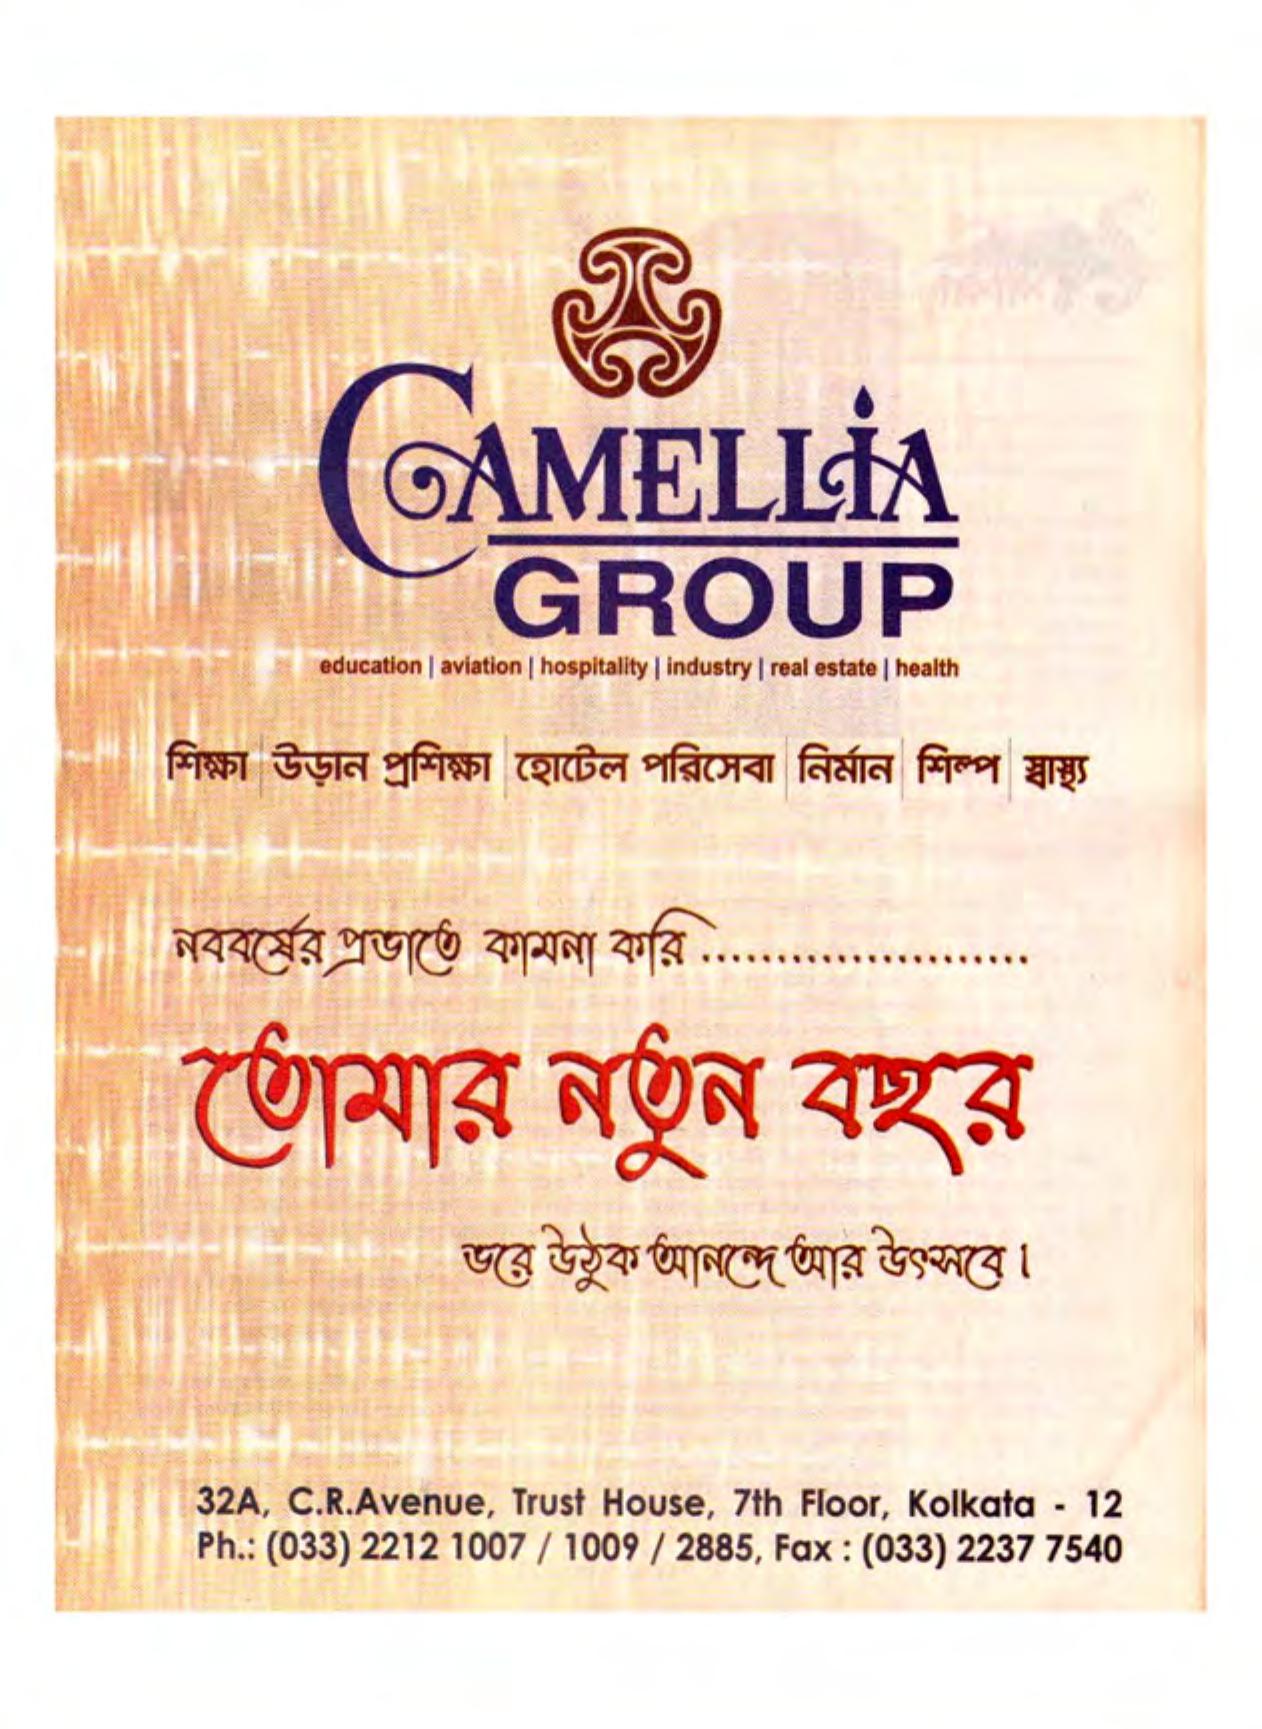 CAMELLIA
GROUP
education | aviation | hospitality | industry | real estate | health
শিক্ষা | উড়ান প্রশিক্ষা | হোটেল পরিসেবা | নির্মান | শিল্প | স্বাস্থ্য
নববর্ষের প্রভাতে কামনা করি ......................
তোমার নতুন বছর
ভরে উঠুক আনন্দে আর উৎসবে।
32A, C.R.Avenue, Trust House, 7th Floor, Kolkata - 12
Ph.: (033) 2212 1007 / 1009 / 2885, Fax : (033) 2237 7540